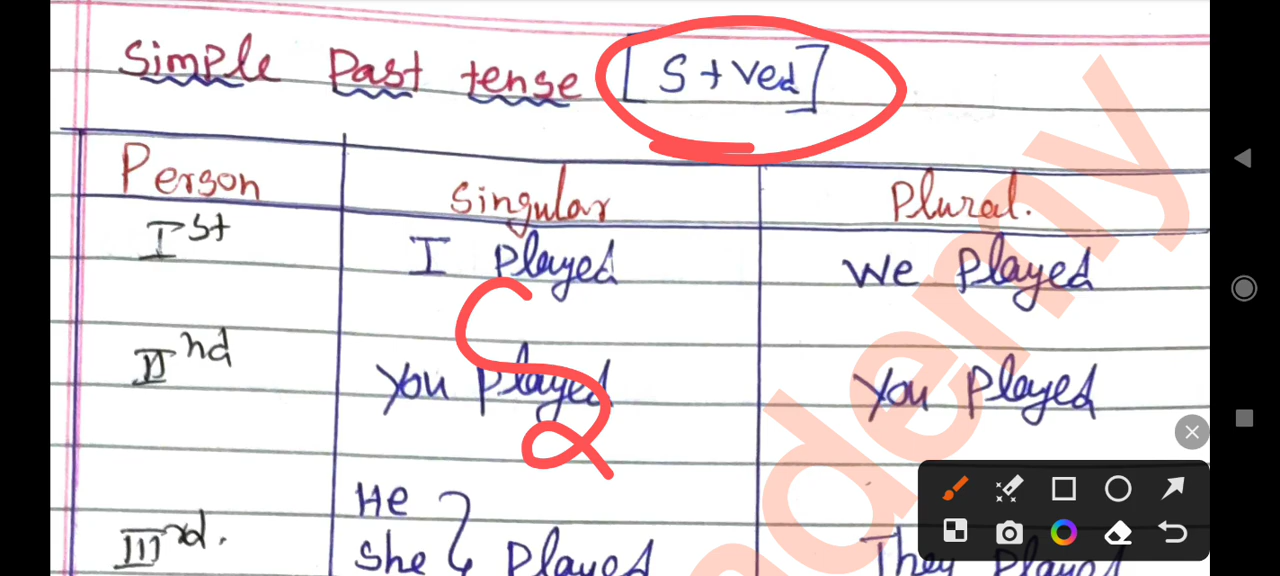 Simple Past tense [S+Ved]
Person Singular Plural.
Ist I Played We Played
IInd You Played You Played
He
IIIrd. She } Played They Played
demy